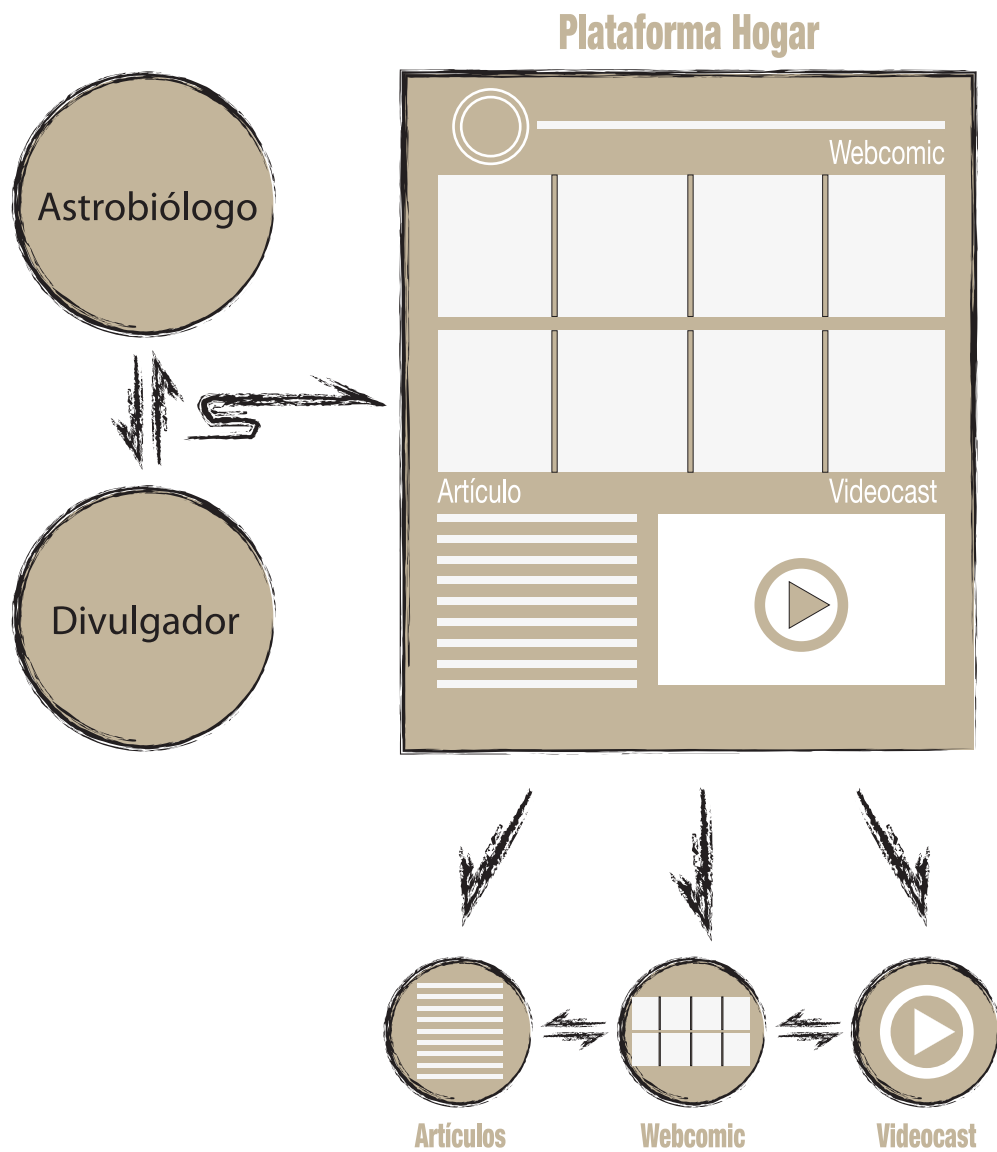 Plataforma Hogar
Astrobiólogo
Divulgador
Webcomic
Artículo
Videocast
Artículos
Webcomic
Videocast